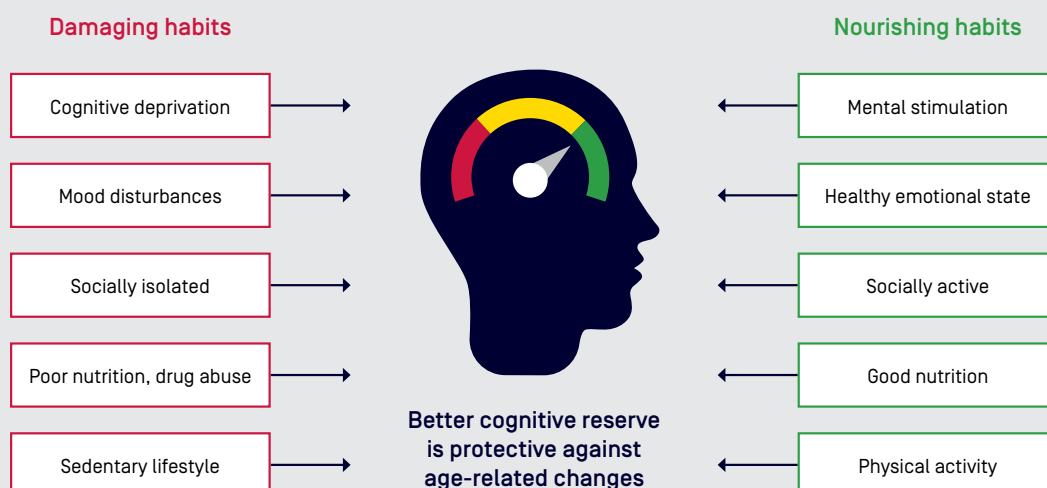 Damaging habits
Nourishing habits
Cognitive deprivation
Mental stimulation
Mood disturbances
Healthy emotional state
Socially isolated
Socially active
Poor nutrition, drug abuse
Good nutrition
Better cognitive reserve
is protective against
age-related changes
Sedentary lifestyle
Physical activity